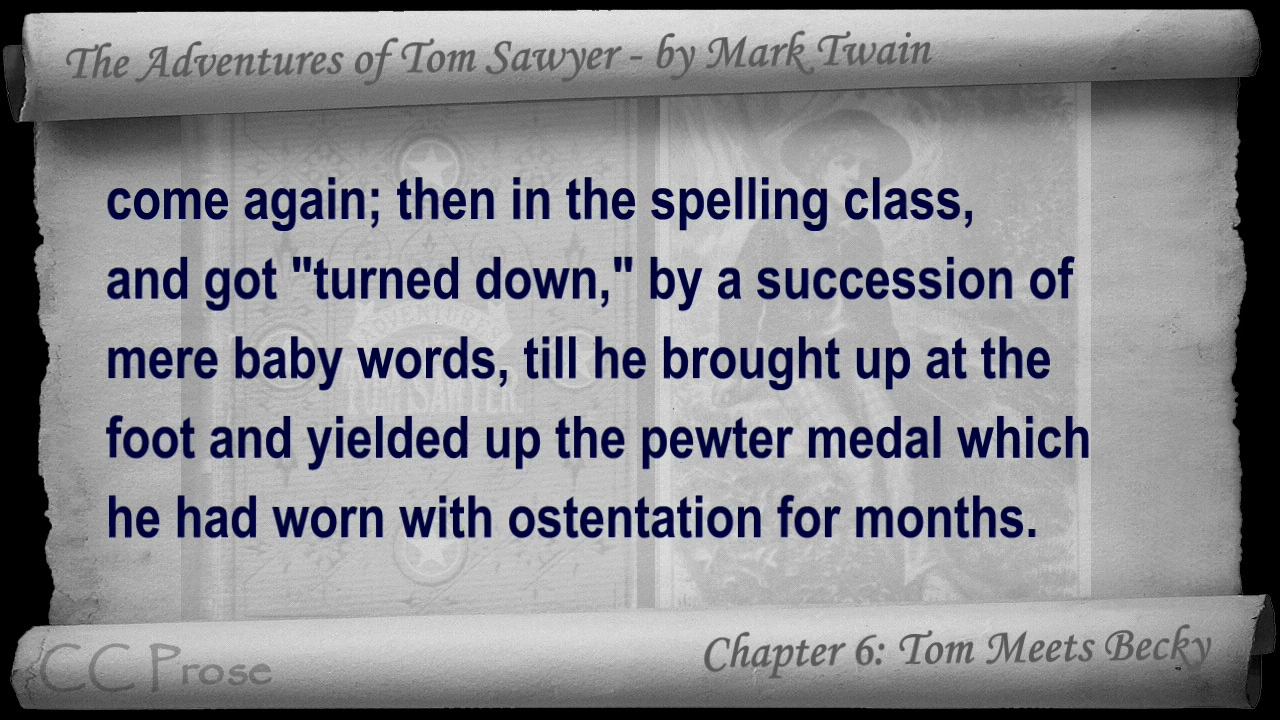 The Adventures of Tom Sawyer - by Mark Twain
come again; then in the spelling class,
and got "turned down," by a succession of
mere baby words, till he brought up at the
foot and yielded up the pewter medal which
he had worn with ostentation for months.
CC Prose
Chapter 6: Tom Meets Becky